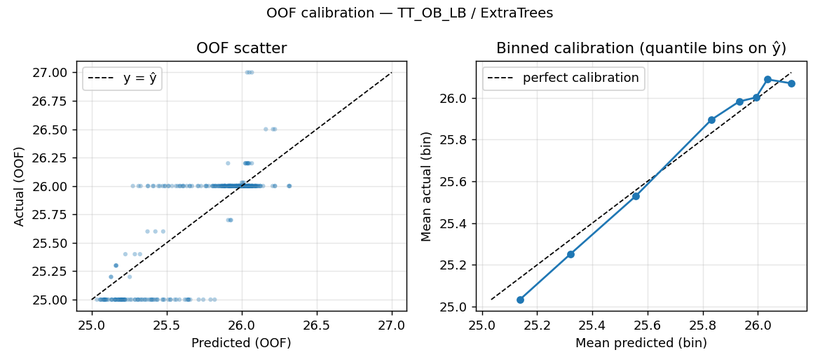 OOF calibration — TT_OB_LB / ExtraTrees
OOF scatter
y = ŷ
27.00
26.75
26.50
26.25
26.00
25.75
25.50
25.25
25.00
Actual (OOF)
25.0 25.5 26.0 26.5 27.0
Predicted (OOF)
Binned calibration (quantile bins on ŷ)
perfect calibration
26.0
25.8
25.6
25.4
25.2
25.0
Mean actual (bin)
25.0 25.2 25.4 25.6 25.8 26.0
Mean predicted (bin)